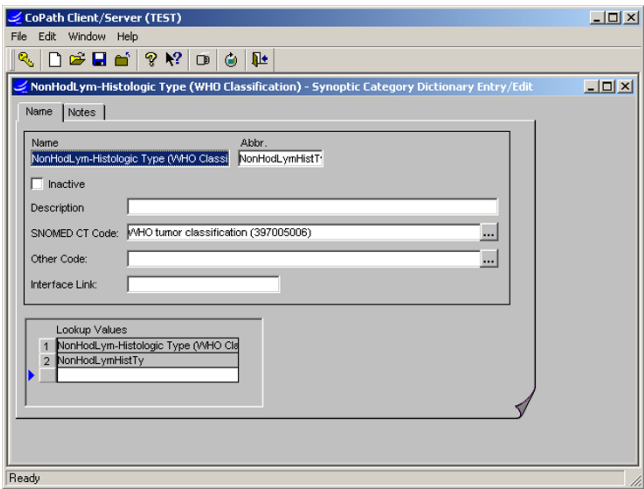 CoPath Client/Server (TEST)
File Edit Window Help
NonHodLym-Histologic Type (WHO Classification) - Synoptic Category Dictionary Entry/Edit
Name Notes
Name Abbr.
NonHodLym-Histologic Type (WHO Classi NonHodLymHistT
Inactive
Description
SNOMED CT Code: WHO tumor classification (397005006) ...
Other Code: ...
Interface Link:
Lookup Values
1 NonHodLym-Histologic Type (WHO Cla
2 NonHodLymHistTy
Ready